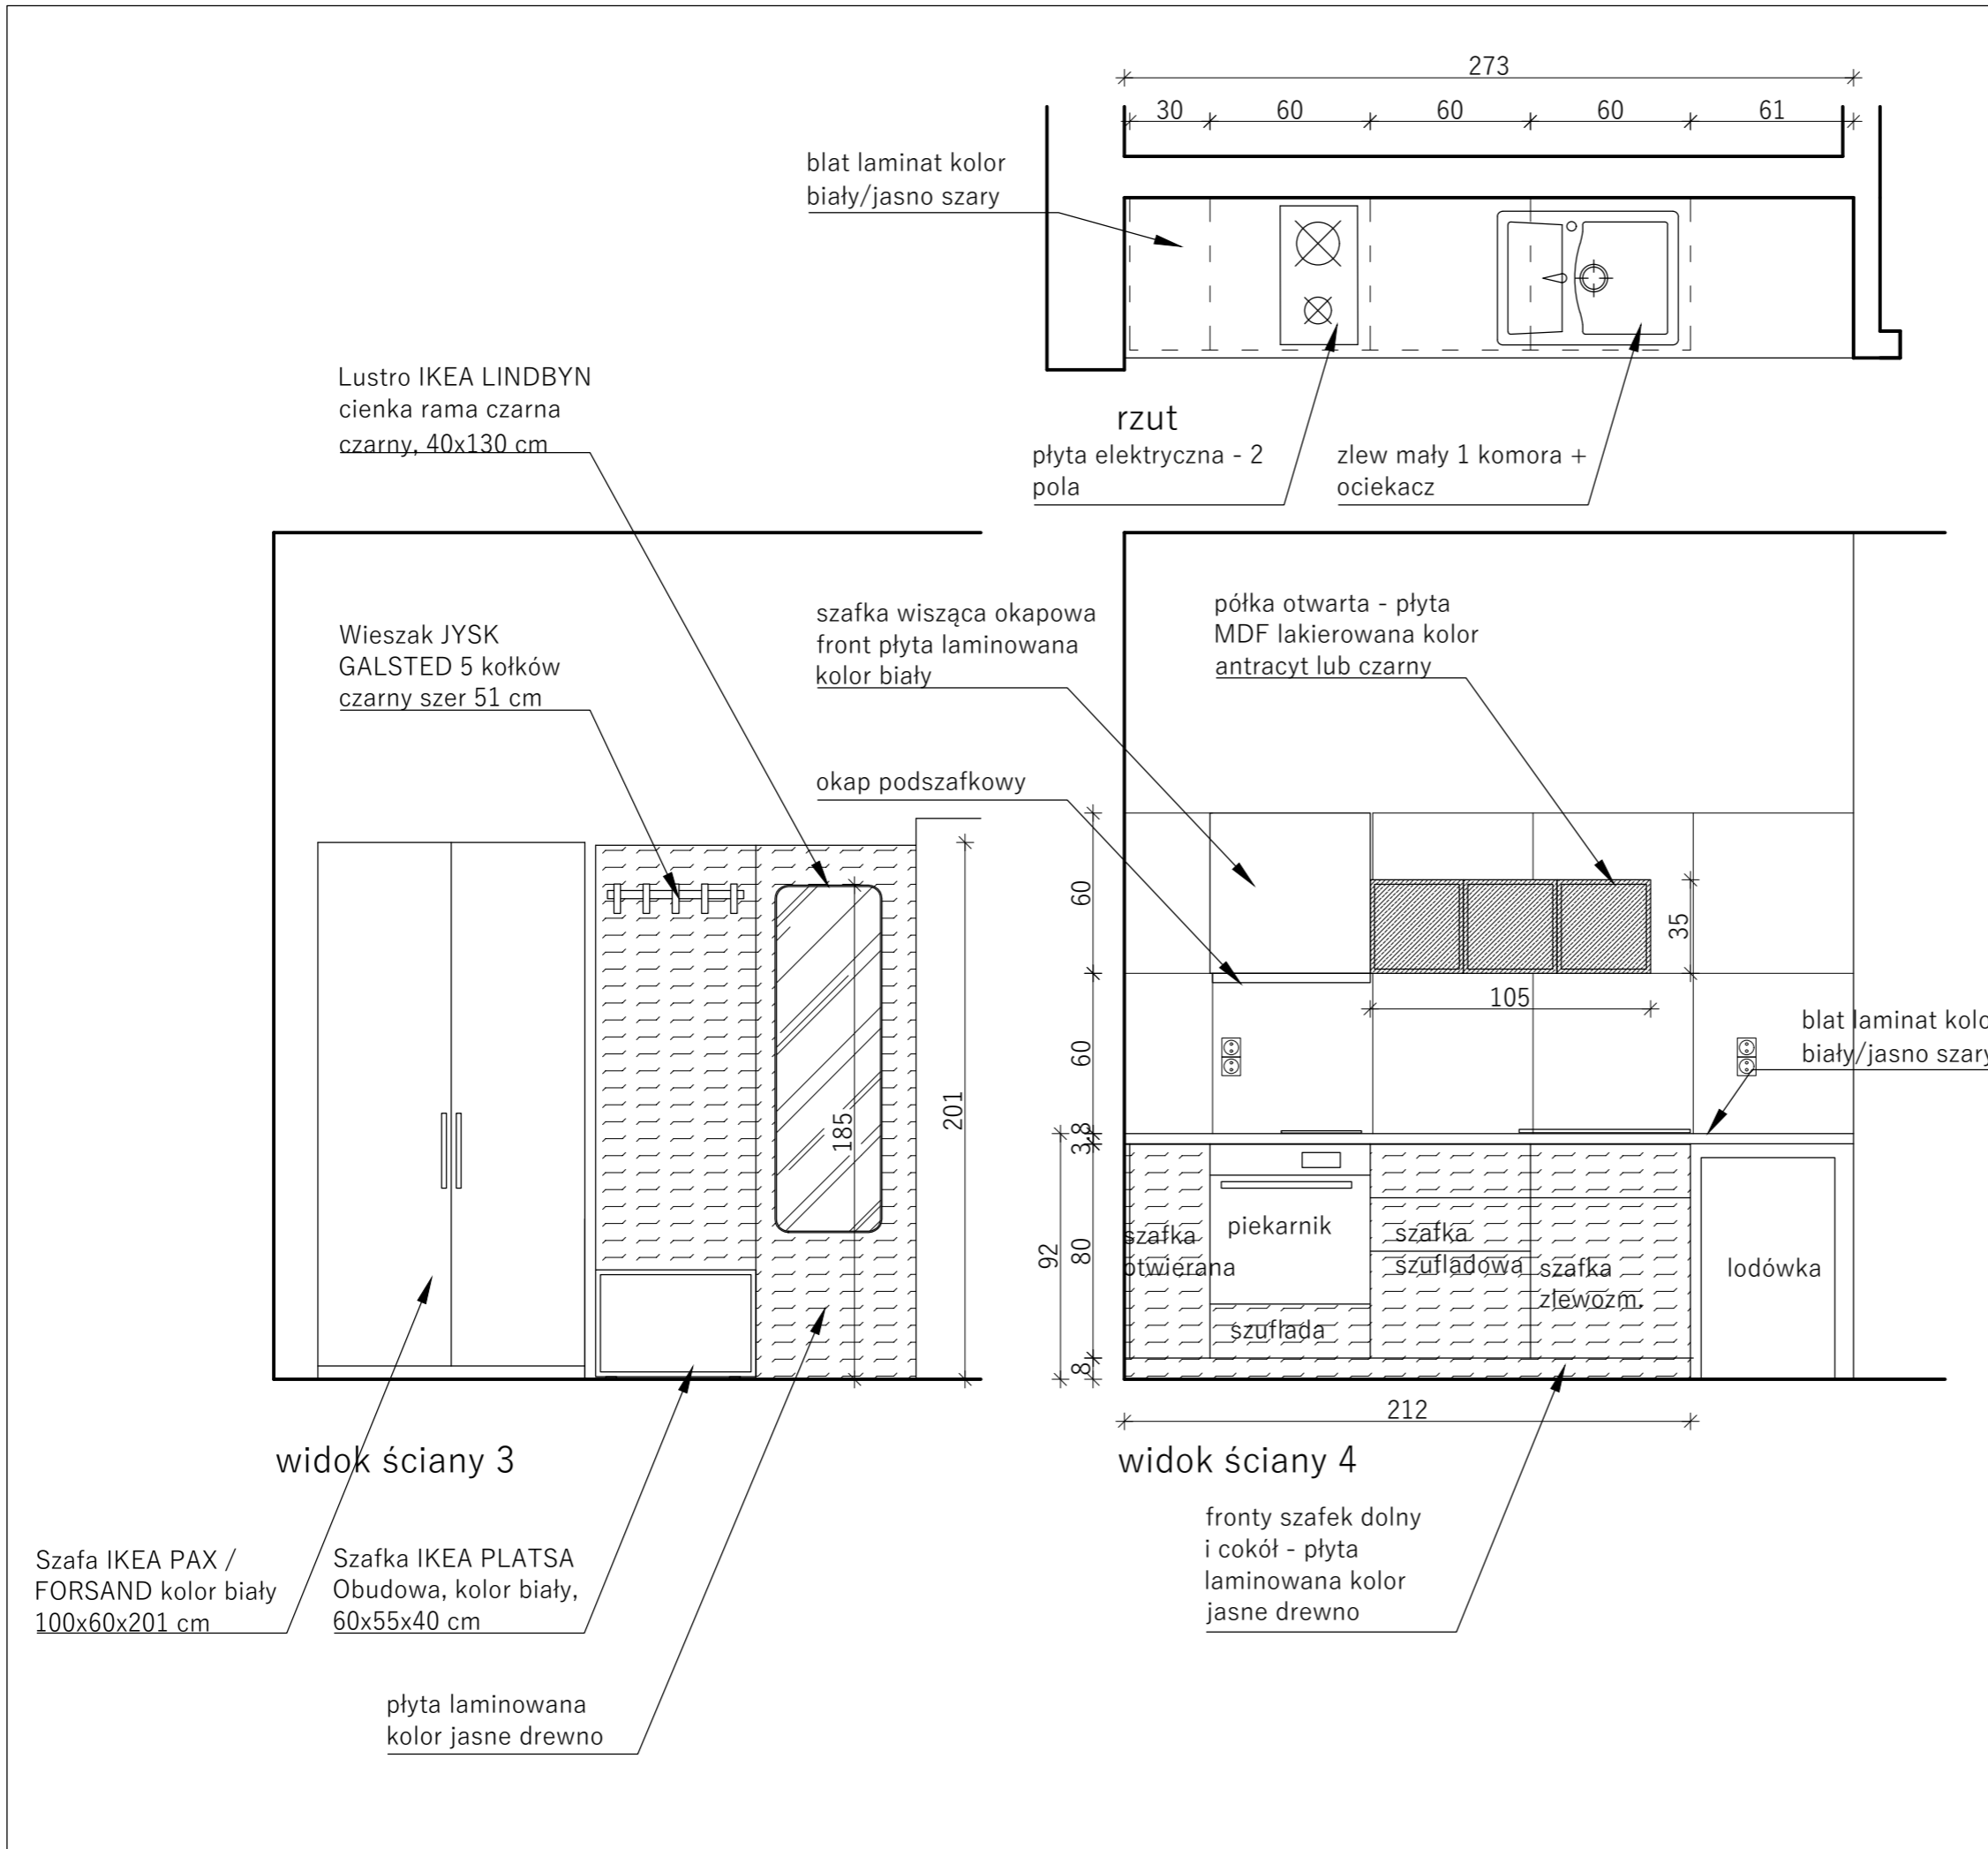 273
30
60
60
60
61
blat laminat kolor
biały/jasno szary
Lustro IKEA LINDBYN
cienka rama czarna
czarny, 40x130 cm
rzut
płyta elektryczna - 2
pola
zlew mały 1 komora +
ociekacz
Wieszak JYSK
GALSTED 5 kołków
czarny szer 51 cm
szafka wisząca okapowa
front płyta laminowana
kolor biały
półka otwarta - płyta
MDF lakierowana kolor
antracyt lub czarny
okap podszafkowy
60
35
105
60
blat laminat kolo
biały/jasno szary
185
201
3,8
92
80
8
szafka
otwierana
piekarnik
szuflada
szafka
szufladowa
szafka
zlewozm.
lodówka
212
widok ściany 3
widok ściany 4
fronty szafek dolny
i cokół - płyta
laminowana kolor
jasne drewno
Szafa IKEA PAX /
FORSAND kolor biały
100x60x201 cm
Szafka IKEA PLATSA
Obudowa, kolor biały,
60x55x40 cm
płyta laminowana
kolor jasne drewno